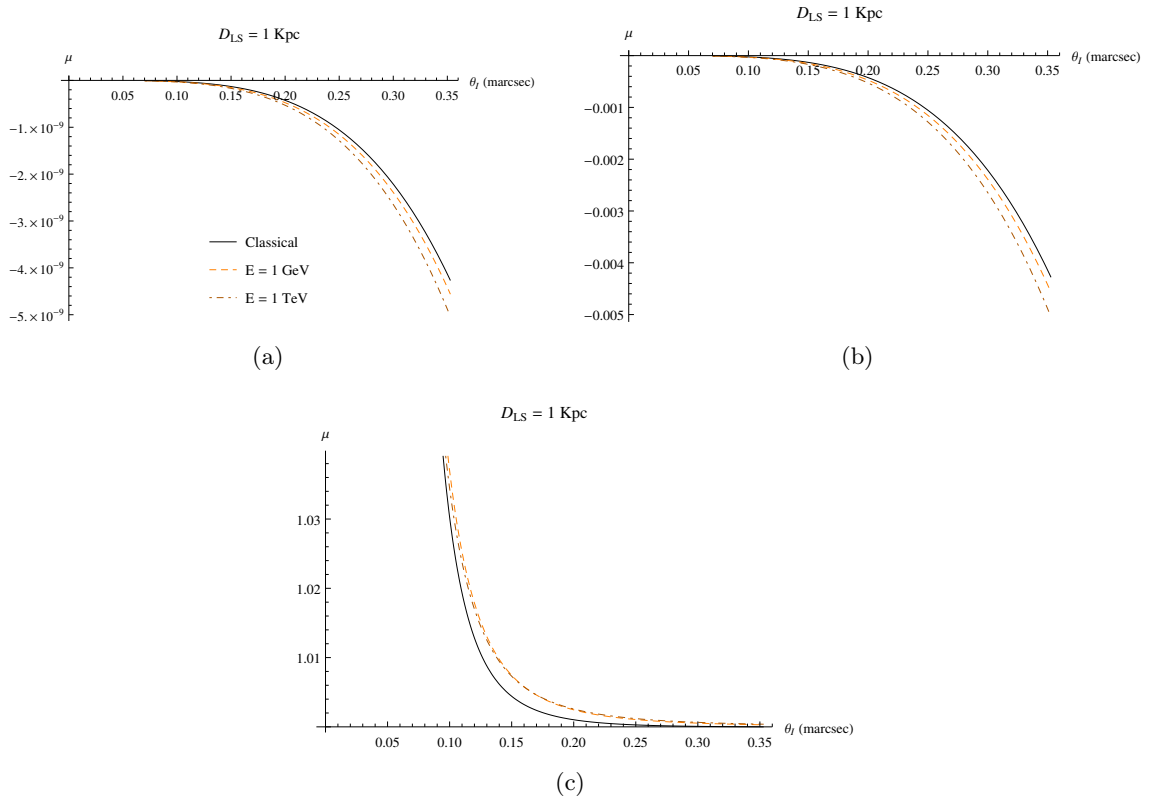 D_LS = 1 Kpc
μ
θ_I (marcsec)
0.05 0.10 0.15 0.20 0.25 0.30 0.35
−1.×10⁻⁹
−2.×10⁻⁹
−3.×10⁻⁹
−4.×10⁻⁹
−5.×10⁻⁹
Classical
E = 1 GeV
E = 1 TeV
(a)
D_LS = 1 Kpc
μ
θ_I (marcsec)
0.05 0.10 0.15 0.20 0.25 0.30 0.35
−0.001
−0.002
−0.003
−0.004
−0.005
(b)
D_LS = 1 Kpc
μ
1.03
1.02
1.01
θ_I (marcsec)
0.05 0.10 0.15 0.20 0.25 0.30 0.35
(c)